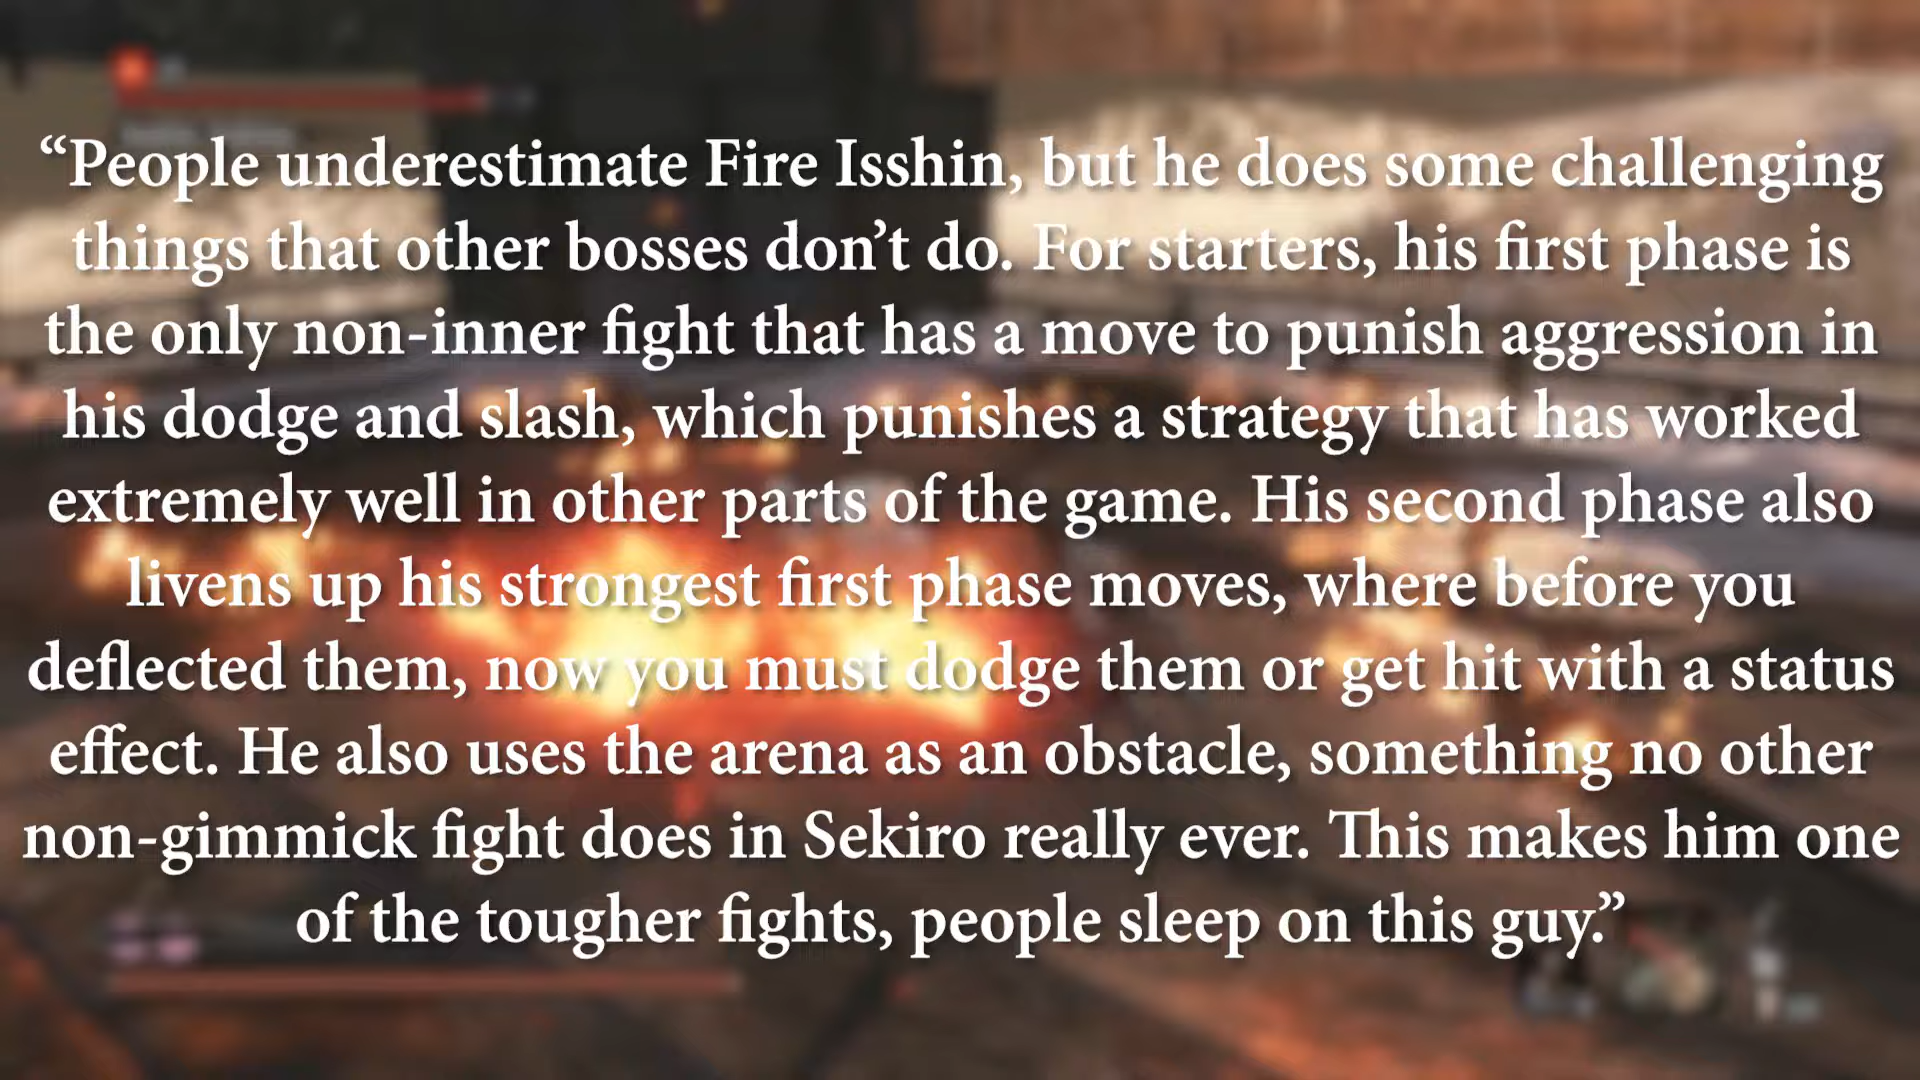 “People underestimate Fire Isshin, but he does some challenging
things that other bosses don’t do. For starters, his first phase is
the only non-inner fight that has a move to punish aggression in
his dodge and slash, which punishes a strategy that has worked
extremely well in other parts of the game. His second phase also
livens up his strongest first phase moves, where before you
deflected them, now you must dodge them or get hit with a status
effect. He also uses the arena as an obstacle, something no other
non-gimmick fight does in Sekiro really ever. This makes him one
of the tougher fights, people sleep on this guy.”